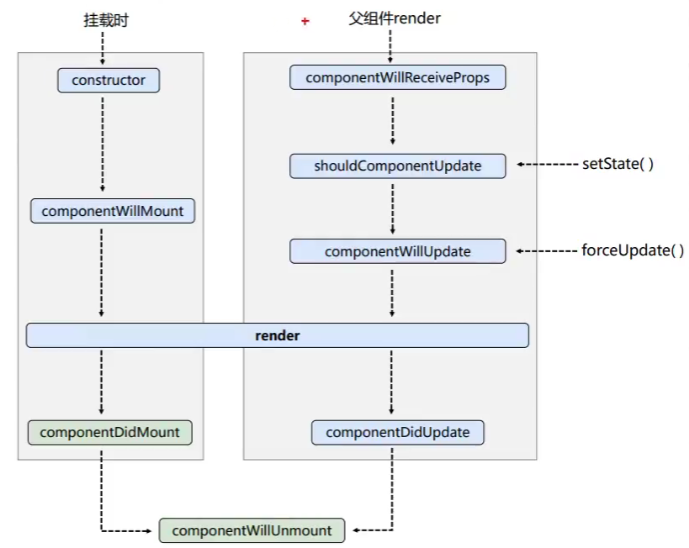 挂载时
父组件render
constructor
componentWillReceiveProps
shouldComponentUpdate
setState( )
componentWillMount
componentWillUpdate
forceUpdate( )
render
componentDidMount
componentDidUpdate
componentWillUnmount